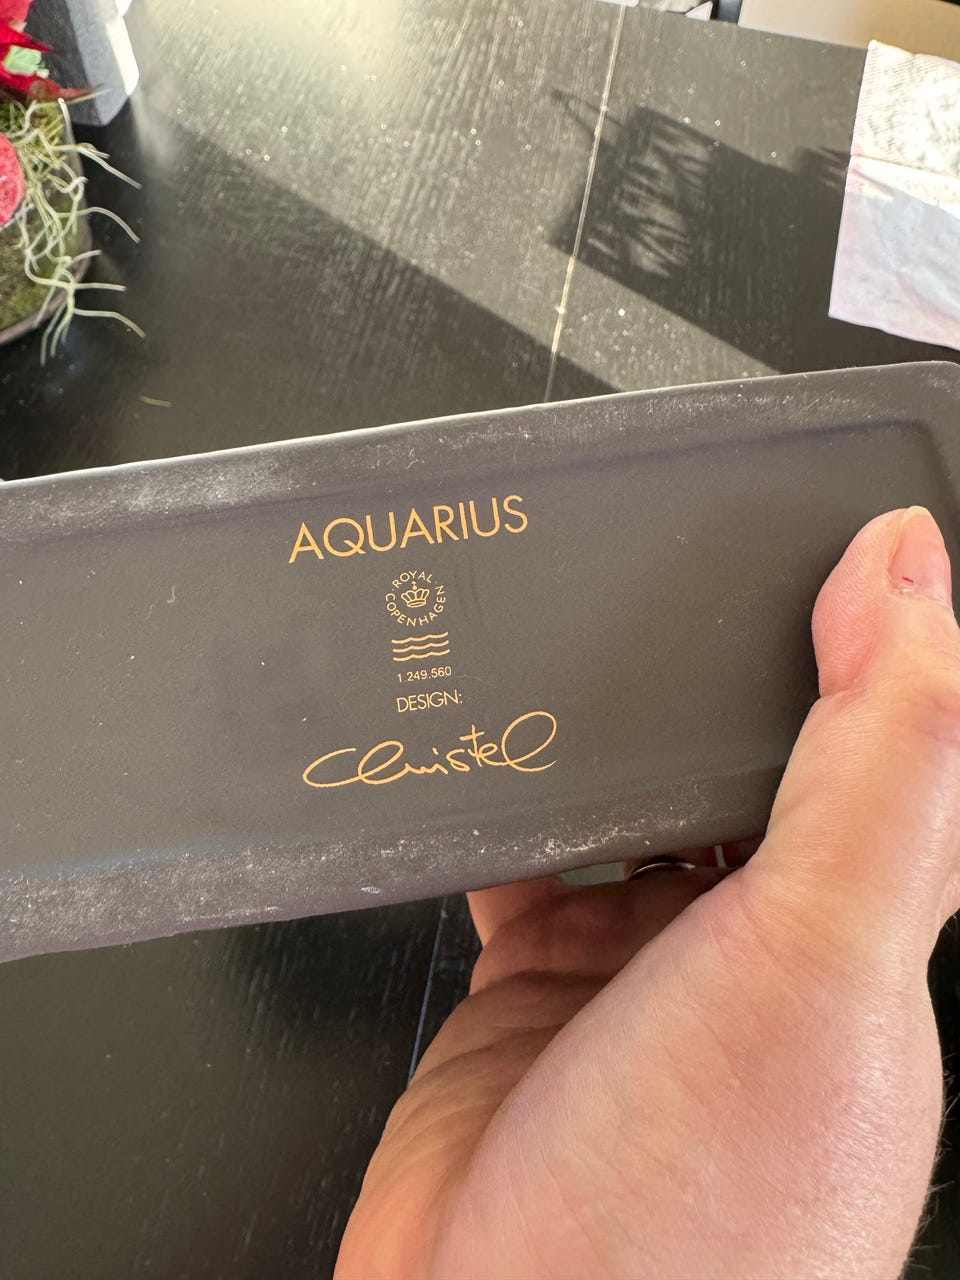 AQUARIUS
ROYAL
COPENHAGEN
1.249.560
DESIGN:
Christel